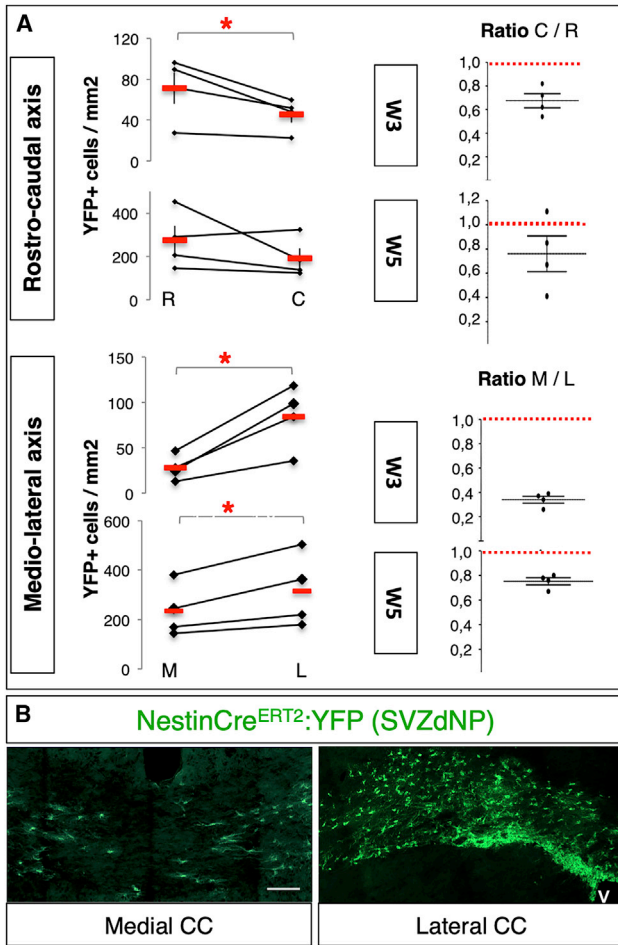 A
Rostro-caudal axis
YFP+ cells / mm2
120
80
40
0
*
W3
Ratio C / R
1,0
0,8
0,6
0,4
0,2
400
200
0
R
C
W5
1,2
1,0
0,8
0,6
0,4
0,2
Medio-lateral axis
YFP+ cells / mm2
150
100
50
0
*
W3
Ratio M / L
1,0
0,8
0,6
0,4
0,2
600
400
200
0
*
M
L
W5
1,0
0,8
0,6
0,4
0,2
B
NestinCreERT2:YFP (SVZdNP)
V
Medial CC
Lateral CC